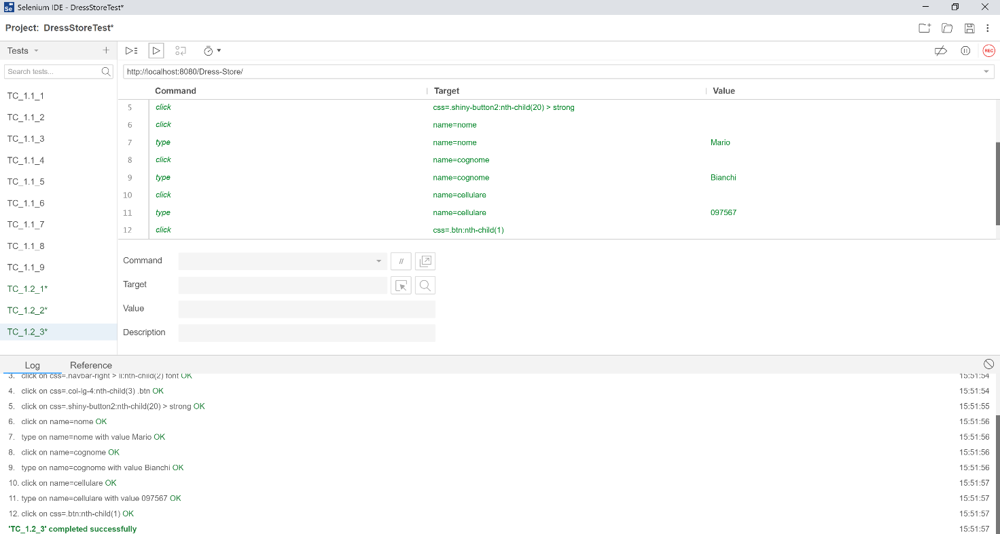 Se Selenium IDE - DressStoreTest*
Project: DressStoreTest*
Tests
REC
Search tests...
http://localhost:8080/Dress-Store/
Command Target Value
TC_1.1_1
TC_1.1_2
TC_1.1_3
TC_1.1_4
TC_1.1_5
TC_1.1_6
TC_1.1_7
TC_1.1_8
TC_1.1_9
TC_1.2_1*
TC_1.2_2*
TC_1.2_3*
5 click css=.shiny-button2:nth-child(20) > strong
6 click name=nome
7 type name=nome Mario
8 click name=cognome
9 type name=cognome Bianchi
10 click name=cellulare
11 type name=cellulare 097567
12 click css=.btn:nth-child(1)
Command //
Target
Value
Description
Log Reference
3. click on css=.navbar-right > li:nth-child(2) font OK 15:51:54
4. click on css=.col-lg-4:nth-child(3) .btn OK 15:51:54
5. click on css=.shiny-button2:nth-child(20) > strong OK 15:51:55
6. click on name=nome OK 15:51:56
7. type on name=nome with value Mario OK 15:51:56
8. click on name=cognome OK 15:51:56
9. type on name=cognome with value Bianchi OK 15:51:56
10. click on name=cellulare OK 15:51:57
11. type on name=cellulare with value 097567 OK 15:51:57
12. click on css=.btn:nth-child(1) OK 15:51:57
'TC_1.2_3' completed successfully 15:51:57